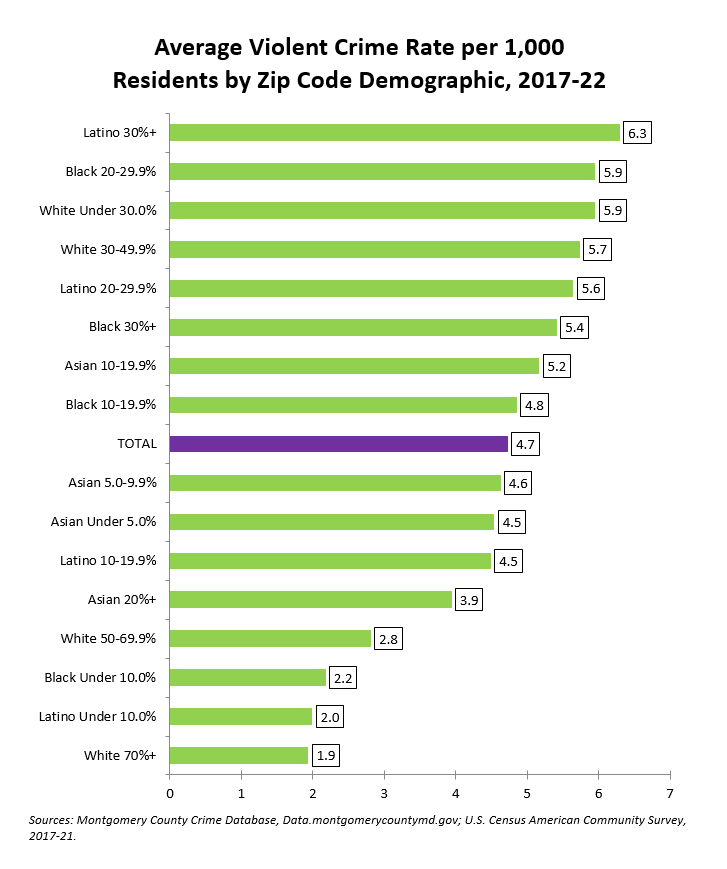 Average Violent Crime Rate per 1,000
Residents by Zip Code Demographic, 2017-22
Latino 30%+ 6.3
Black 20-29.9% 5.9
White Under 30.0% 5.9
White 30-49.9% 5.7
Latino 20-29.9% 5.6
Black 30%+ 5.4
Asian 10-19.9% 5.2
Black 10-19.9% 4.8
TOTAL 4.7
Asian 5.0-9.9% 4.6
Asian Under 5.0% 4.5
Latino 10-19.9% 4.5
Asian 20%+ 3.9
White 50-69.9% 2.8
Black Under 10.0% 2.2
Latino Under 10.0% 2.0
White 70%+ 1.9
0 1 2 3 4 5 6 7
Sources: Montgomery County Crime Database, Data.montgomerycountymd.gov; U.S. Census American Community Survey,
2017-21.